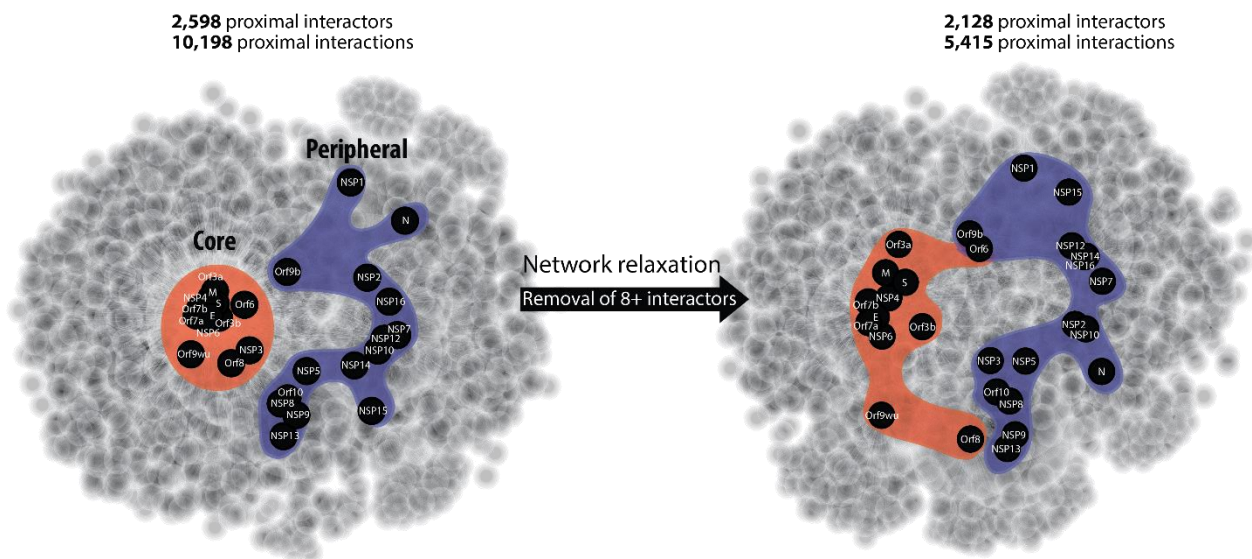 2,598 proximal interactors
10,198 proximal interactions
2,128 proximal interactors
5,415 proximal interactions
Peripheral
NSP1
N
Core
Orf9b
NSP2
Orf3a
M
NSP4
S
Orf6
Orf7b
E
Orf7a
Orf3b
NSP6
NSP16
NSP7
NSP12
NSP10
Orf9wu
NSP3
Orf8
NSP14
NSP5
Orf10
NSP8
NSP9
NSP15
NSP13
Network relaxation
Removal of 8+ interactors
NSP1
NSP15
Orf9b
Orf3a
Orf6
NSP12
NSP14
NSP16
M
S
NSP7
NSP4
Orf7b
E
Orf7a
Orf3b
NSP6
NSP2
NSP10
NSP3
NSP5
N
Orf10
NSP8
Orf9wu
Orf8
NSP9
NSP13